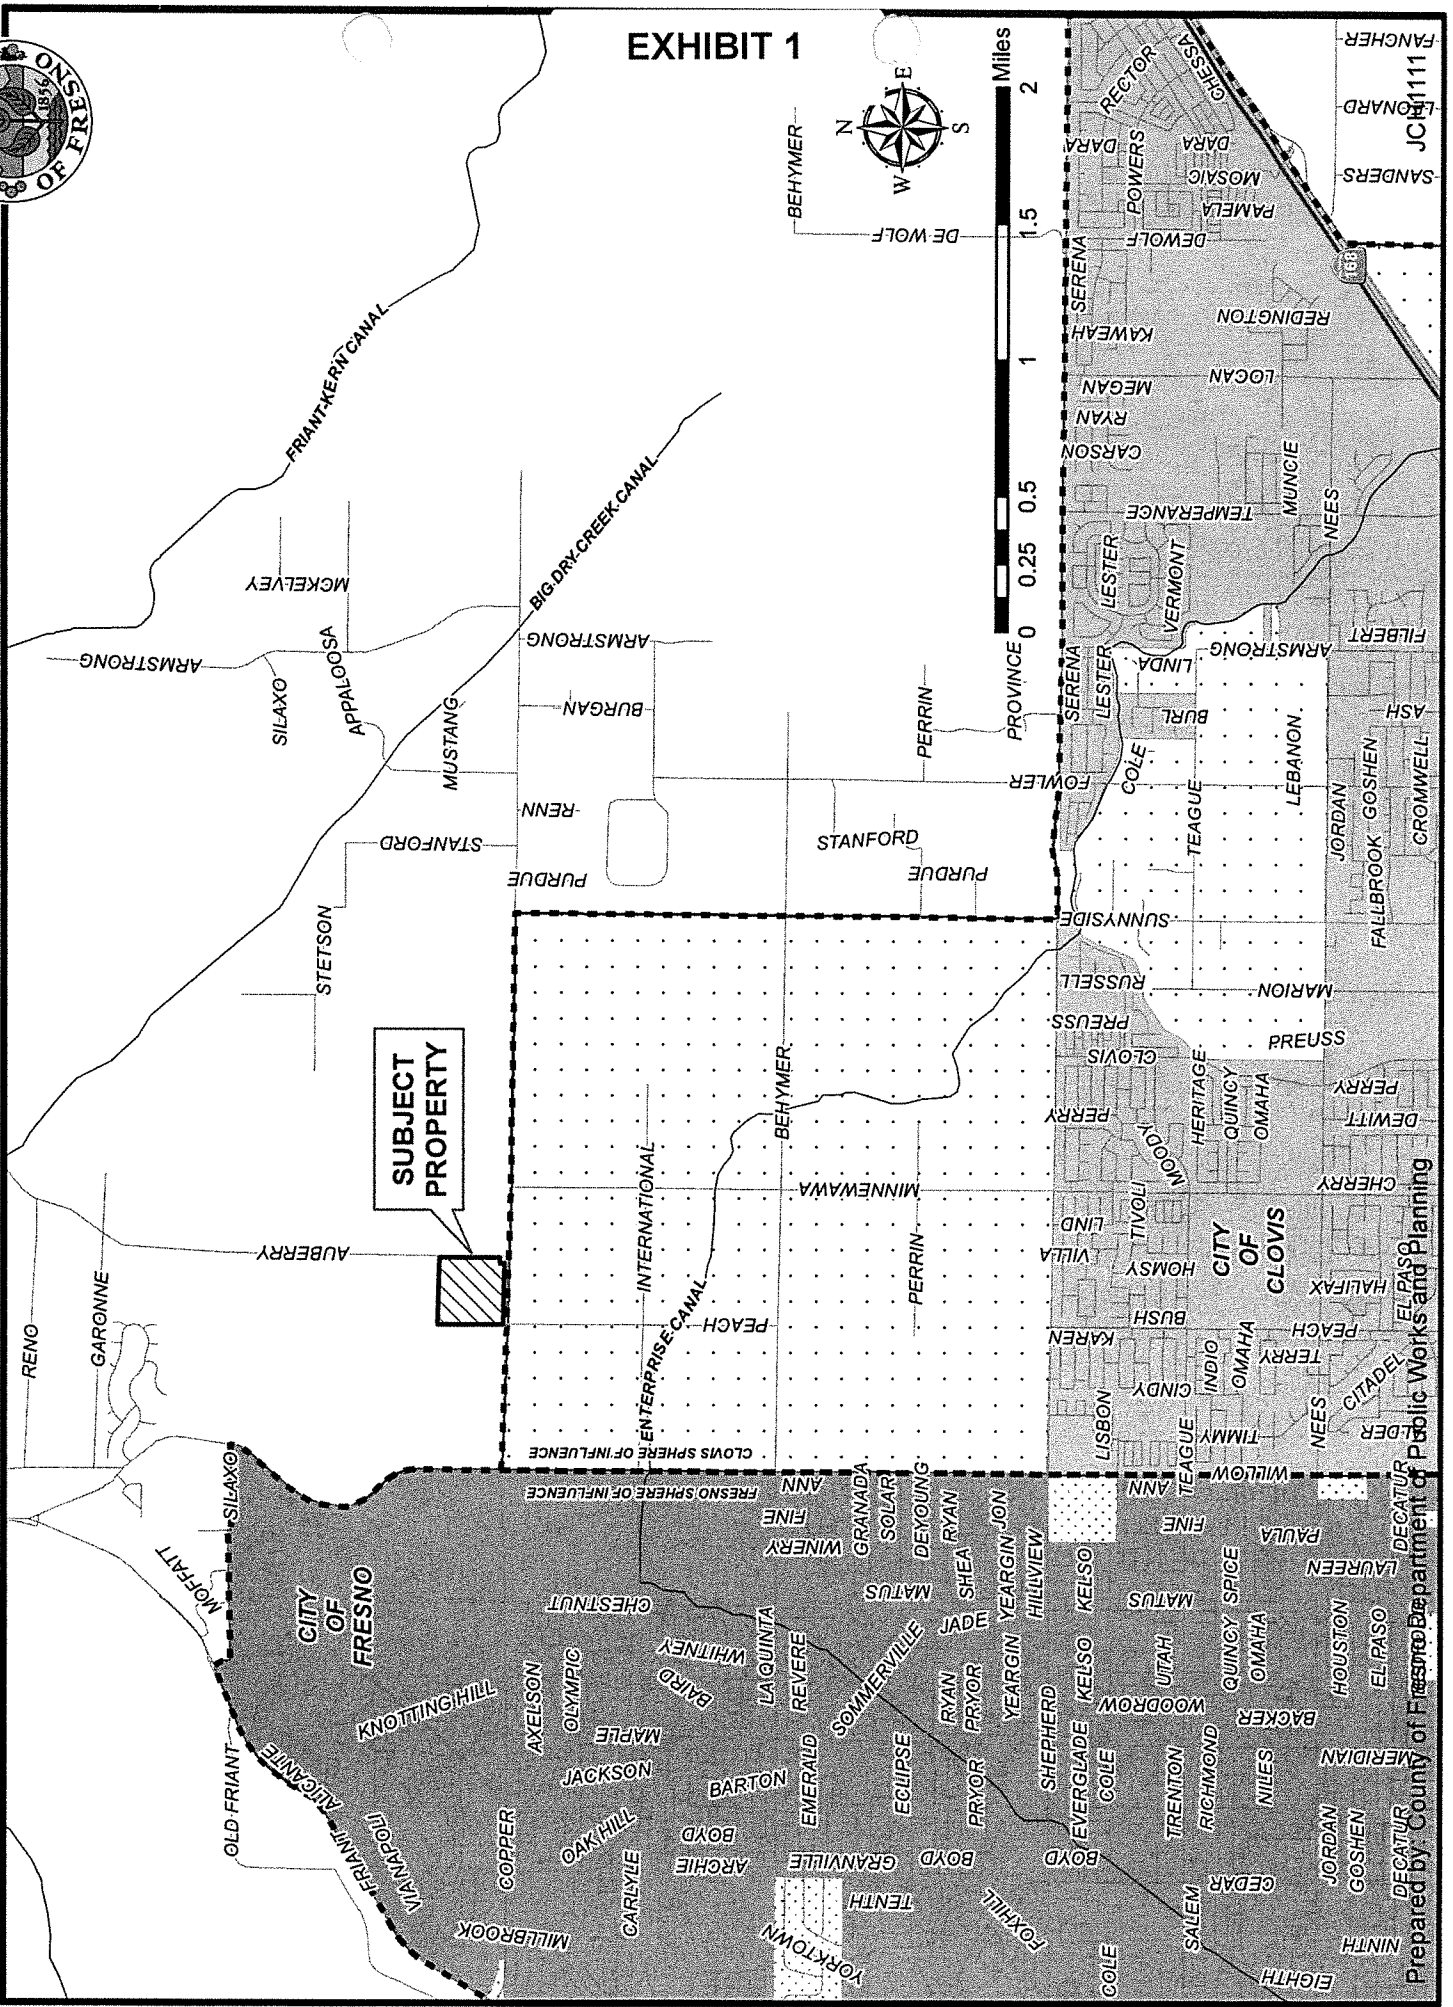 OF FRESNO
1856
EXHIBIT 1
N
E
S
W
Miles
0
0.25
0.5
1
1.5
2
SUBJECT
PROPERTY
CITY
OF
FRESNO
CITY
OF
CLOVIS
CLOVIS SPHERE OF INFLUENCE
FRESNO SPHERE OF INFLUENCE
FRIANT-KERN CANAL
BIG DRY CREEK CANAL
ENTERPRISE CANAL
RENO
GARONNE
AUBERRY
SILAXO
MOFFATT
OLD FRIANT
ALICANTE
FRIANT
VIA NAPOLI
KNOTTING HILL
COPPER
MILLBROOK
AXELSON
OLYMPIC
OAK HILL
CARLYLE
CHESTNUT
MAPLE
JACKSON
WHITNEY
BAIRD
BARTON
BOYD
ARCHIE
LA QUINTA
REVERE
EMERALD
GRANVILLE
TENTH
YORKTOWN
ANN
FINE
WINERY
GRANADA
SOLAR
DEYOUNG
RYAN
SHEA
JADE
MATUS
SOMMERVILLE
ECLIPSE
BOYD
RYAN
PRYOR
PRYOR
YEARGIN
JON
YEARGIN
HILLVIEW
FOXHILL
SHEPHERD
KELSO
KELSO
EVERGLADE
COLE
BOYD
COLE
ANN
TEAGUE
FINE
MATUS
UTAH
WOODROW
TRENTON
RICHMOND
SALEM
SPICE
QUINCY
OMAHA
PAULA
BACKER
NILES
CEDAR
EIGHTH
LAUREEN
HOUSTON
EL PASO
MERIDIAN
JORDAN
GOSHEN
DECATUR
DECATUR
NINTH
STETSON
STANFORD
MUSTANG
APPALOOSA
SILAXO
ARMSTRONG
MCKELVEY
ARMSTRONG
BURGAN
RENN
PURDUE
BEHYMER
DE WOLF
PERRIN
PROVINCE
STANFORD
PURDUE
FOWLER
INTERNATIONAL
BEHYMER
MINNEWAWA
PEACH
PERRIN
SUNNYSIDE
RUSSELL
PREUSS
CLOVIS
PERRY
MOODY
HERITAGE
QUINCY
OMAHA
MARION
PREUSS
PERRY
DEWITT
CHERRY
LIND
VILLA
TIVOLI
HOMSY
BUSH
KAREN
CINDY
LISBON
INDIO
OMAHA
TERRY
TIMMY
WILLOW
NEES
PEACH
HALIFAX
EL PASO
CITADEL
ALDER
SERENA
LESTER
COLE
BURL
LINDA
TEAGUE
LEBANON
JORDAN
GOSHEN
FALLBROOK
CROMWELL
ASH
ARMSTRONG
FILBERT
LESTER
VERMONT
TEMPERANCE
MUNCIE
NEES
CARSON
RYAN
MEGAN
KAWEAH
SERENA
LOCAN
REDINGTON
168
DEWOLF
PAMELA
MOSAIC
DARA
POWERS
DARA
RECTOR
CHESSA
SANDERS
LEONARD
FANCHER
JCH1111
Prepared by: County of Fresno Department of Public Works and Planning